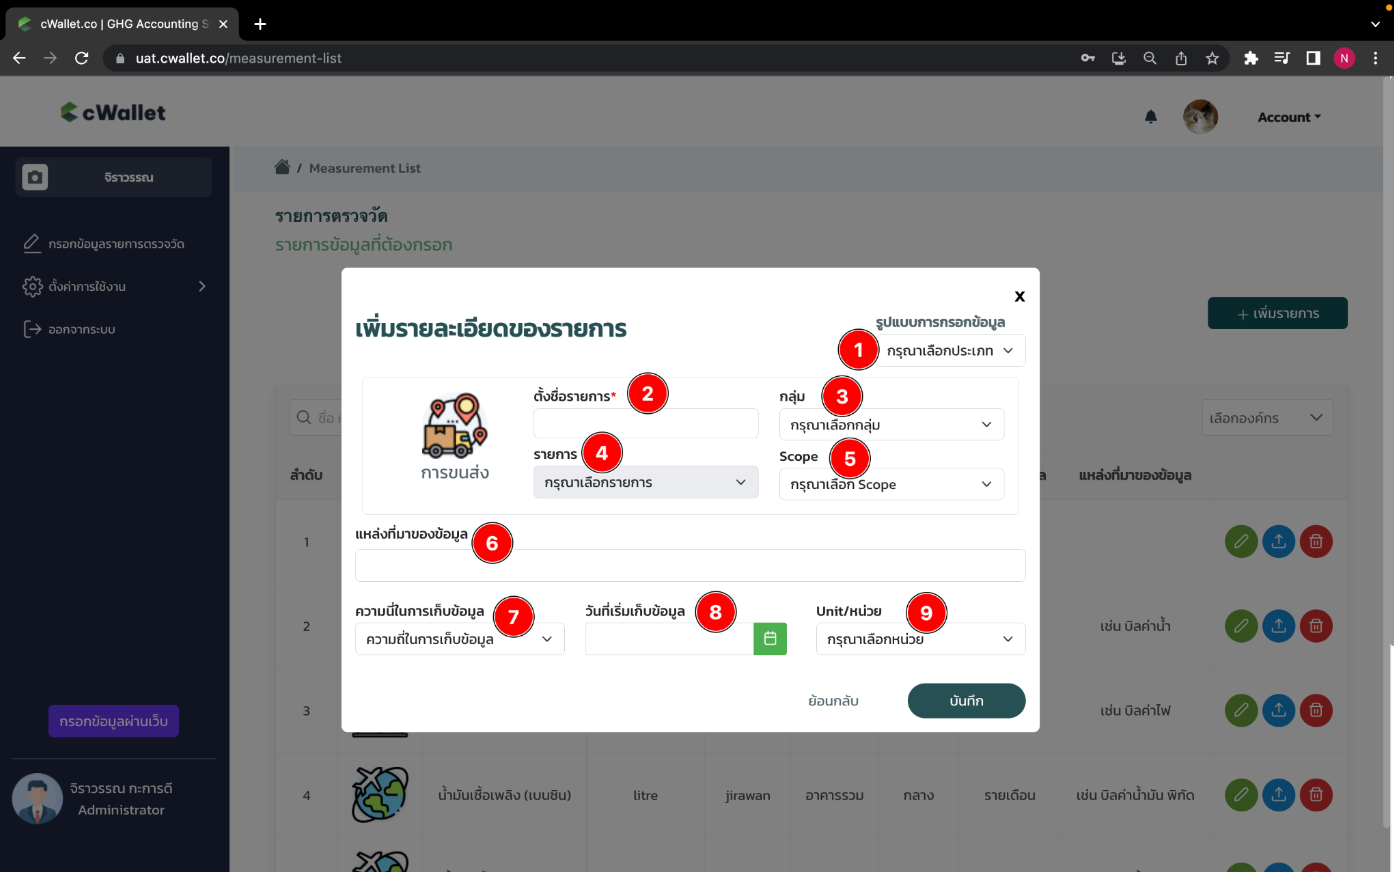 cWallet.co | GHG Accounting S
uat.cwallet.co/measurement-list
N
cWallet
Account
จิราวรรณ
กรอกข้อมูลรายการตรวจวัด
ตั้งค่าการใช้งาน
ออกจากระบบ
กรอกข้อมูลผ่านเว็บ
จิราวรรณ กะการดี
Administrator
/ Measurement List
รายการตรวจวัด
รายการข้อมูลที่ต้องกรอก
+ เพิ่มรายการ
ชื่อ
เลือกองค์กร
ลำดับ
ล
แหล่งที่มาของข้อมูล
1
2
เช่น บิลค่าน้ำ
3
เช่น บิลค่าไฟ
4
น้ำมันเชื้อเพลิง (เบนซิน)
litre
jirawan
อาคารรวม
กลาง
รายเดือน
เช่น บิลค่าน้ำมัน พิกัด
x
เพิ่มรายละเอียดของรายการ
รูปแบบการกรอกข้อมูล
1
กรุณาเลือกประเภท
การขนส่ง
ตั้งชื่อรายการ*
2
กลุ่ม
3
กรุณาเลือกกลุ่ม
รายการ
4
กรุณาเลือกรายการ
Scope
5
กรุณาเลือก Scope
แหล่งที่มาของข้อมูล
6
ความนี่ในการเก็บข้อมูล
7
ความถี่ในการเก็บข้อมูล
วันที่เริ่มเก็บข้อมูล
8
Unit/หน่วย
9
กรุณาเลือกหน่วย
ย้อนกลับ
บันทึก